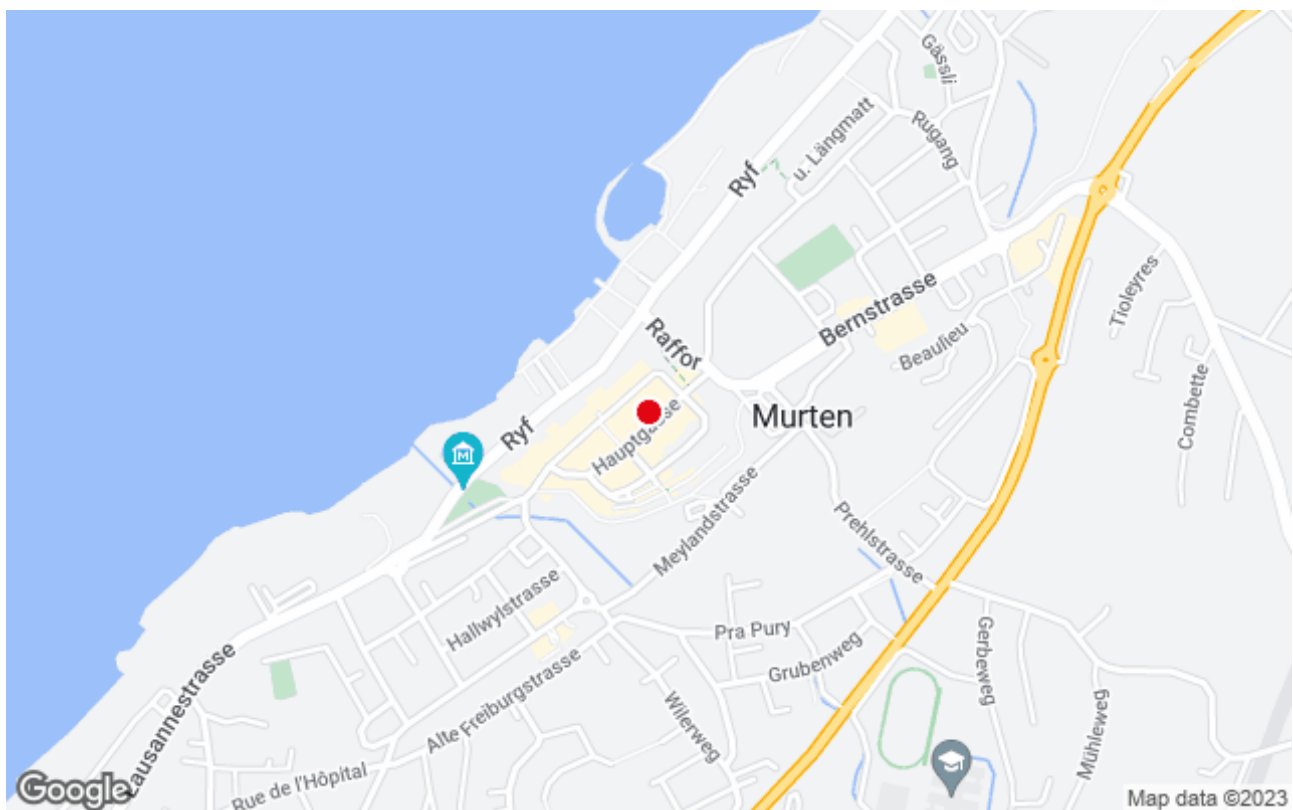 Gässli
u. Längmatt
Rugang
Ryf
Tioleyres
Bernstrasse
Raffor
Beaulieu
Combette
Murten
Hauptgasse
Ryf
M
Prehlstrasse
Meylandstrasse
Hallwylstrasse
Pra Pury
Gerbeweg
Grubenweg
Lausannestrasse
Alte Freiburgstrasse
Wilerweg
Mühleweg
Rue de l'Hôpital
Google
Map data ©2023